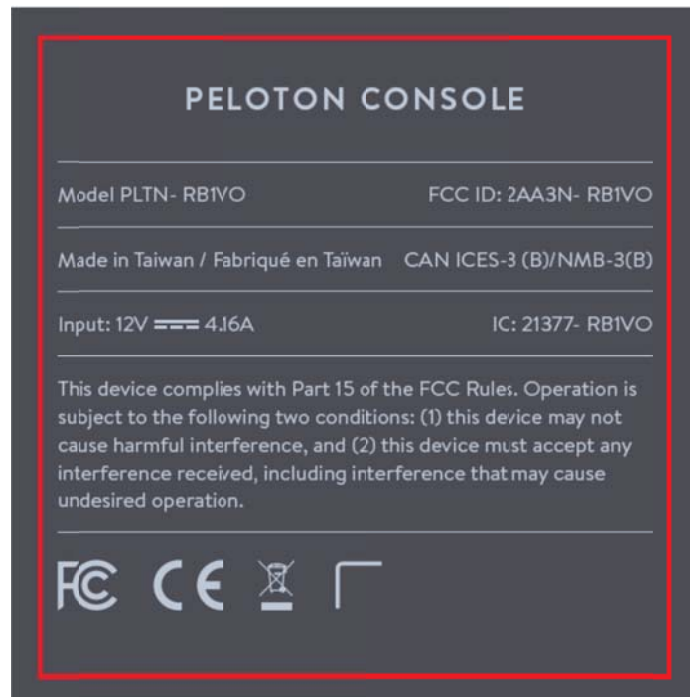 PELOTON CONSOLE
Model PLTN- RB1VO FCC ID: 2AA3N- RB1VO
Made in Taiwan / Fabriqué en Taïwan CAN ICES-3 (B)/NMB-3(B)
Input: 12V ⎓ 4.16A IC: 21377- RB1VO
This device complies with Part 15 of the FCC Rules. Operation is
subject to the following two conditions: (1) this device may not
cause harmful interference, and (2) this device must accept any
interference received, including interference that may cause
undesired operation.
FC CE